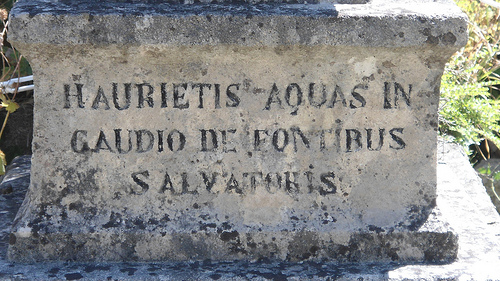 HAURIETIS AQUAS IN
GAUDIO DE FONTIBUS
SALVATORIS